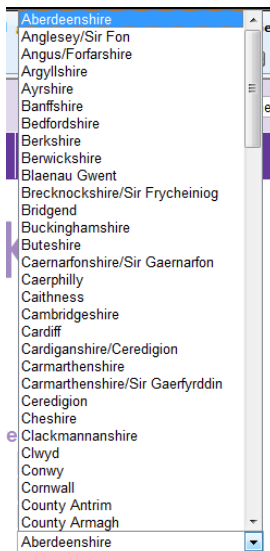 Aberdeenshire
Anglesey/Sir Fon
Angus/Forfarshire
Argyllshire
Ayrshire
Banffshire
Bedfordshire
Berkshire
Berwickshire
Blaenau Gwent
Brecknockshire/Sir Frycheiniog
Bridgend
Buckinghamshire
Buteshire
Caernarfonshire/Sir Gaernarfon
Caerphilly
Caithness
Cambridgeshire
Cardiff
Cardiganshire/Ceredigion
Carmarthenshire
Carmarthenshire/Sir Gaerfyrddin
Ceredigion
Cheshire
Clackmannanshire
Clwyd
Conwy
Cornwall
County Antrim
County Armagh
Aberdeenshire